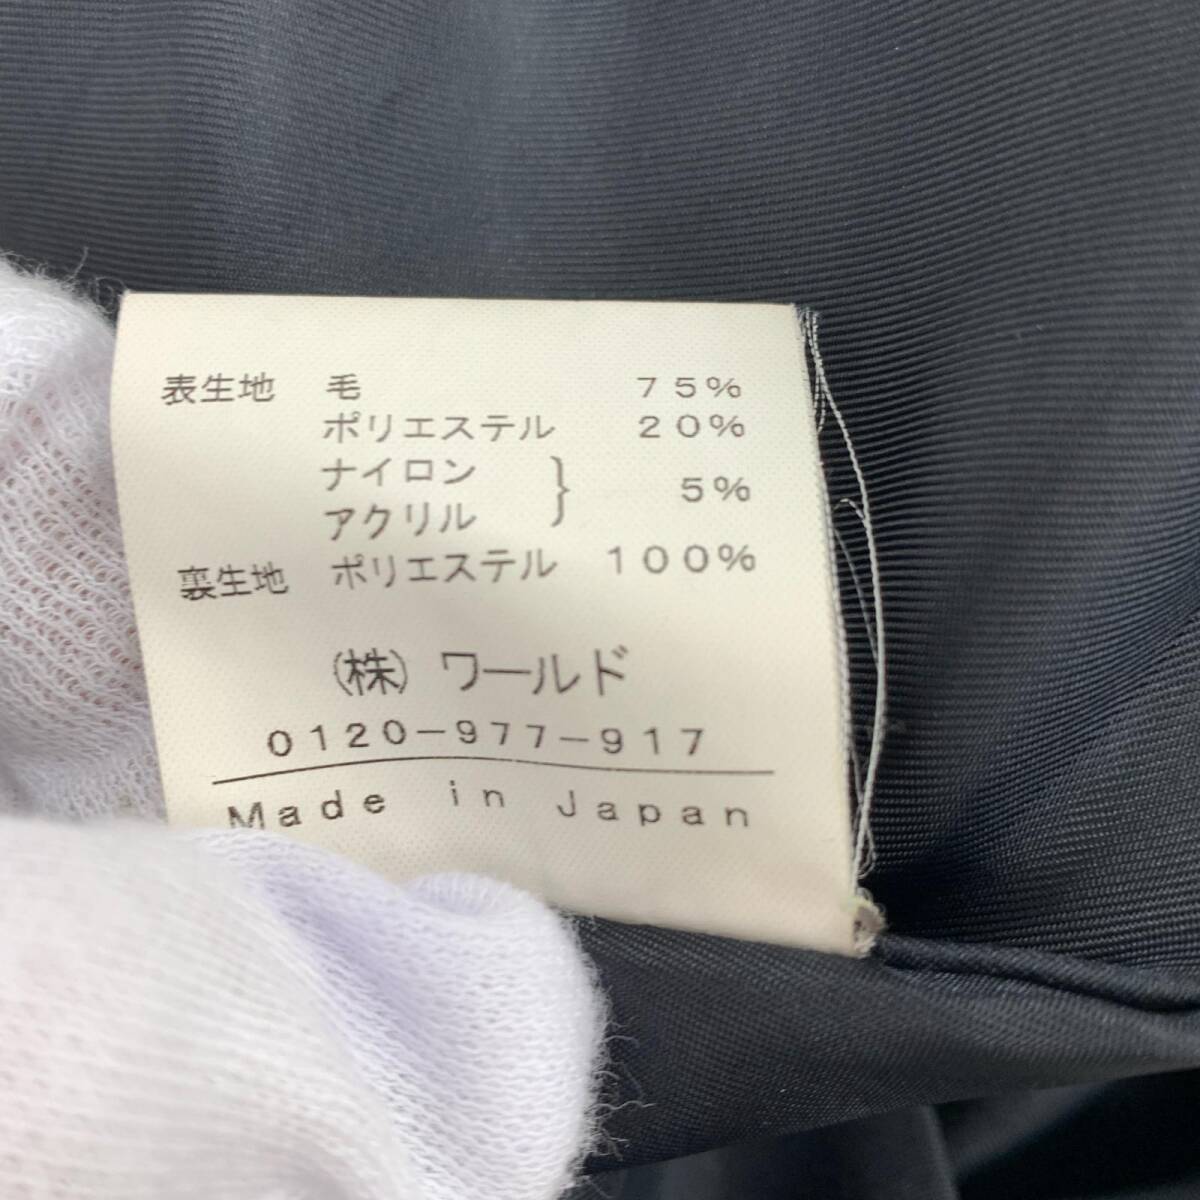 表生地 毛 75%
ポリエステル 20%
ナイロン
アクリル } 5%
裏生地 ポリエステル 100%
(株) ワールド
0120-977-917
Made in Japan